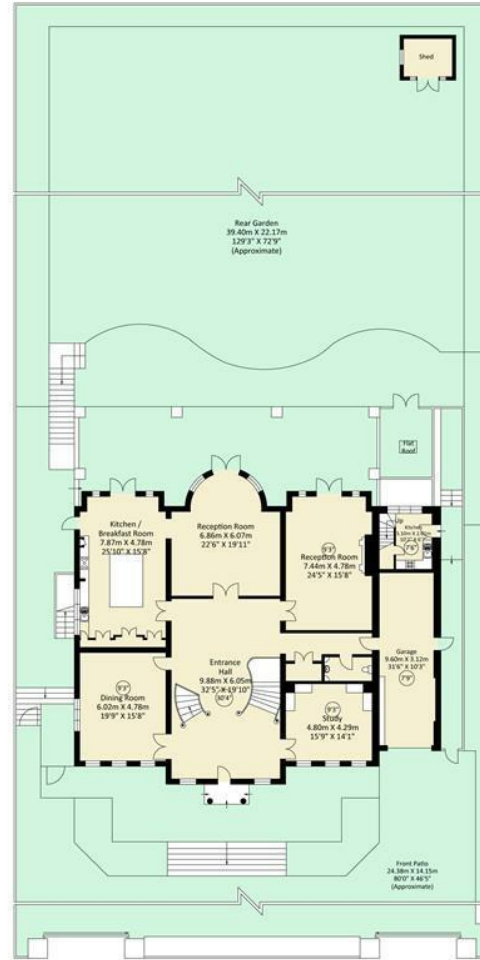 Shed
Rear Garden
39.40m X 22.17m
129'3" X 72'9"
(Approximate)
Flat
Roof
Kitchen /
Breakfast Room
7.87m X 4.78m
25'10" X 15'8"
Reception Room
6.86m X 6.07m
22'6" X 19'11"
9'3"
Reception Room
7.44m X 4.78m
24'5" X 15'8"
Up
Kitchen
7'6"
Garage
9.60m X 3.12m
31'6" X 10'3"
7'9"
9'3"
Dining Room
6.02m X 4.78m
19'9" X 15'8"
Entrance
Hall
9.88m X 6.05m
32'5" X 19'10"
30'4"
9'3"
Study
4.80m X 4.29m
15'9" X 14'1"
Front Patio
24.38m X 14.15m
80'0" X 46'5"
(Approximate)